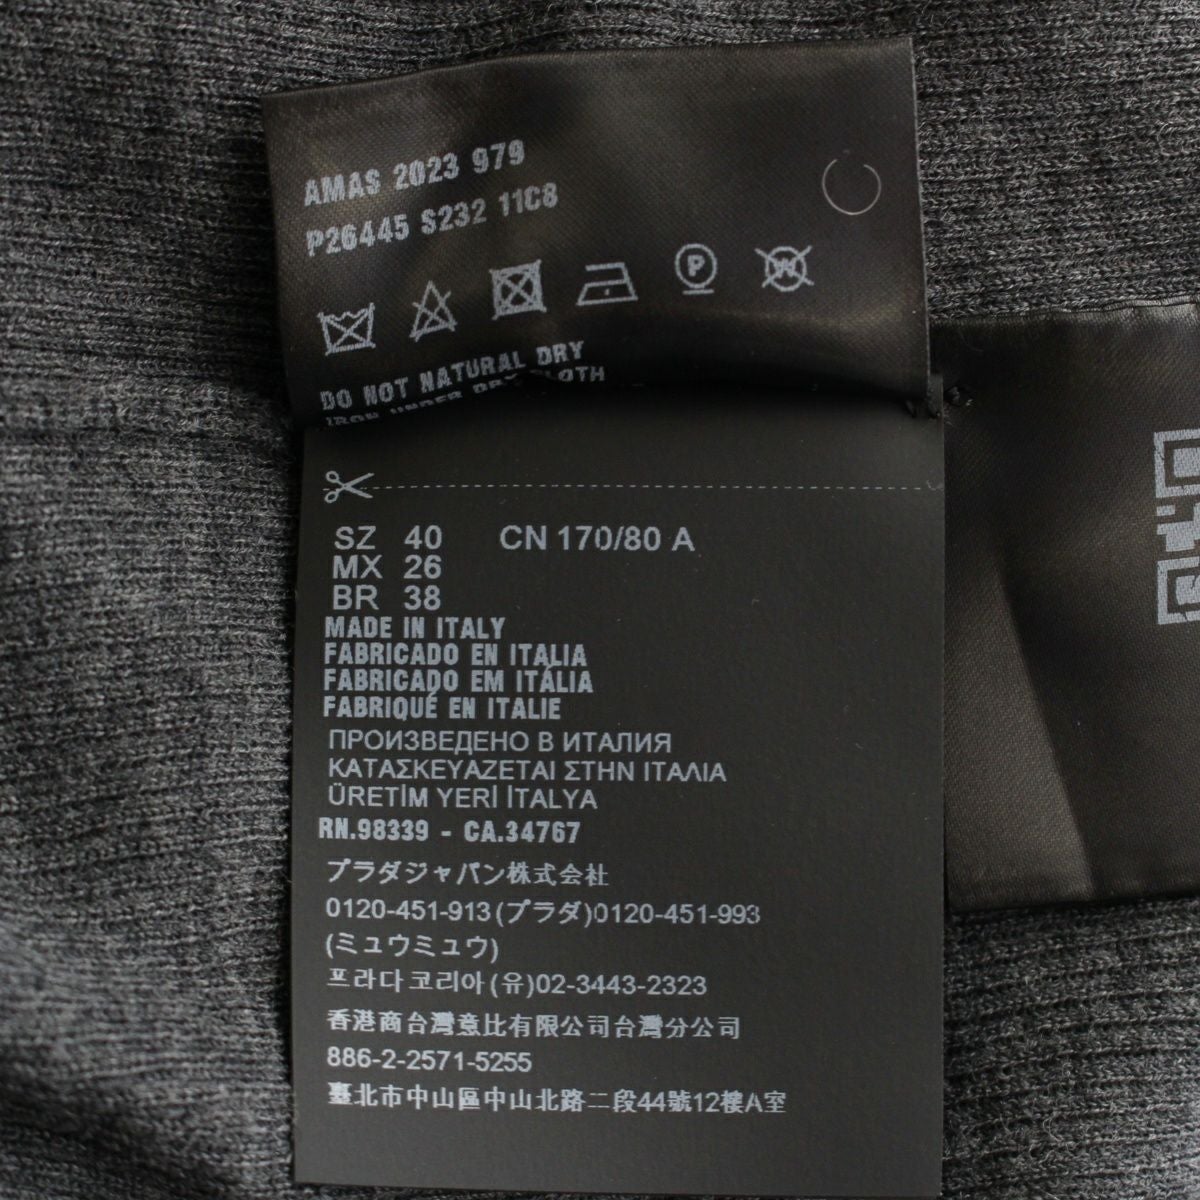 AMAS 2023 979
P26445 S232 11C8
P
W
DO NOT NATURAL DRY
IRON UNDER DRY CLOTH
SZ 40 CN 170/80 A
MX 26
BR 38
MADE IN ITALY
FABRICADO EN ITALIA
FABRICADO EM ITÁLIA
FABRIQUÉ EN ITALIE
ПРОИЗВЕДЕНО В ИТАЛИЯ
ΚΑΤΑΣΚΕΥΑΖΕΤΑΙ ΣΤΗΝ ΙΤΑΛΙΑ
ÜRETİM YERİ İTALYA
RN.98339 - CA.34767
プラダジャパン株式会社
0120-451-913(プラダ)0120-451-993
(ミュウミュウ)
프라다코리아(유)02-3443-2323
香港商台灣意比有限公司台灣分公司
886-2-2571-5255
臺北市中山區中山北路二段44號12樓A室